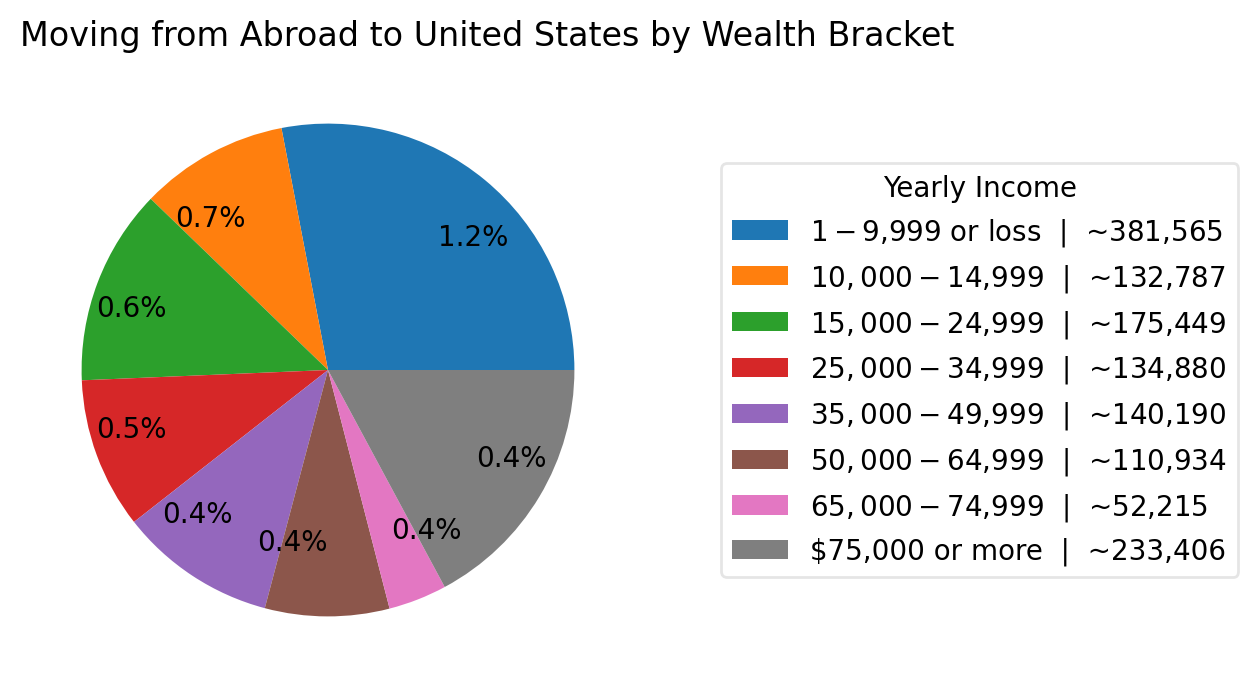 Moving from Abroad to United States by Wealth Bracket
1.2%
0.7%
0.6%
0.5%
0.4%
0.4%
0.4%
0.4%
Yearly Income
1 − 9,999 or loss | ~381,565
10, 000 − 14,999 | ~132,787
15, 000 − 24,999 | ~175,449
25, 000 − 34,999 | ~134,880
35, 000 − 49,999 | ~140,190
50, 000 − 64,999 | ~110,934
65, 000 − 74,999 | ~52,215
$75,000 or more | ~233,406